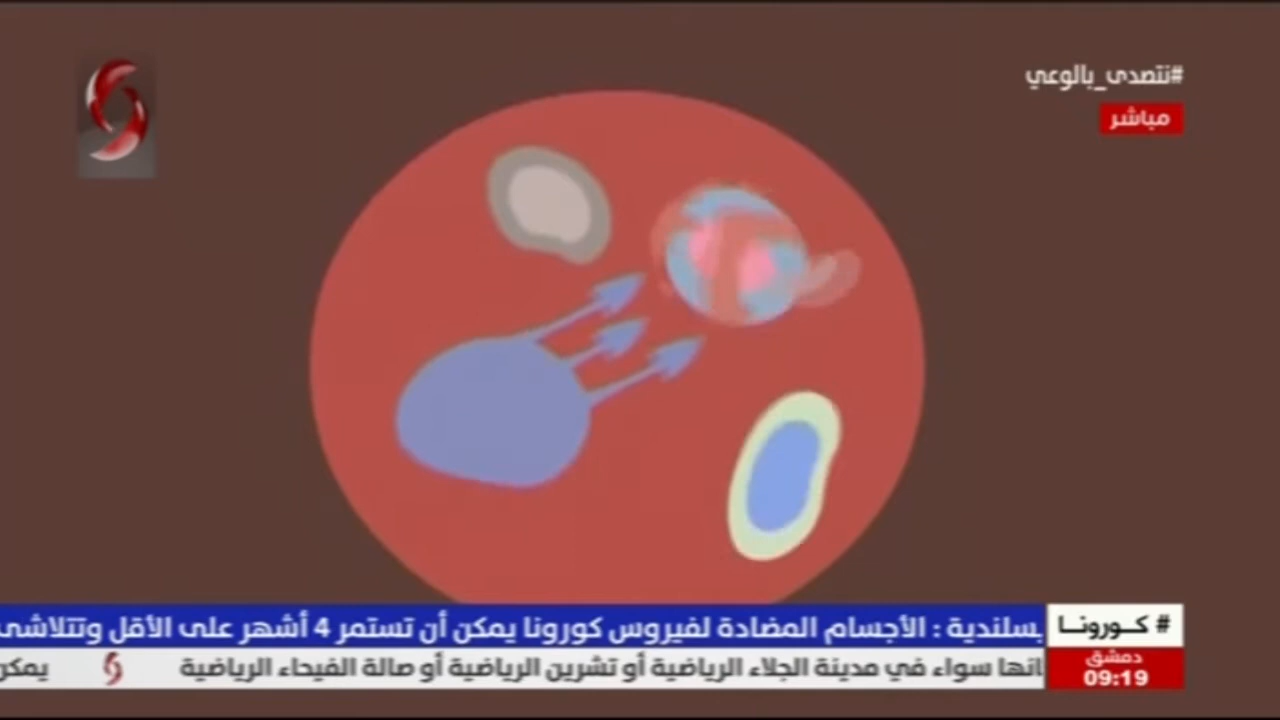 #نتصدى_بالوعي
مباشر
# كـورونـا
يسلندية : الأجسام المضادة لفيروس كورونا يمكن أن تستمر 4 أشهر على الأقل وتتلاشى
دمشق
09:19
انها سواء في مدينة الجلاء الرياضية أو تشرين الرياضية أو صالة الفيحاء الرياضية
يمكن